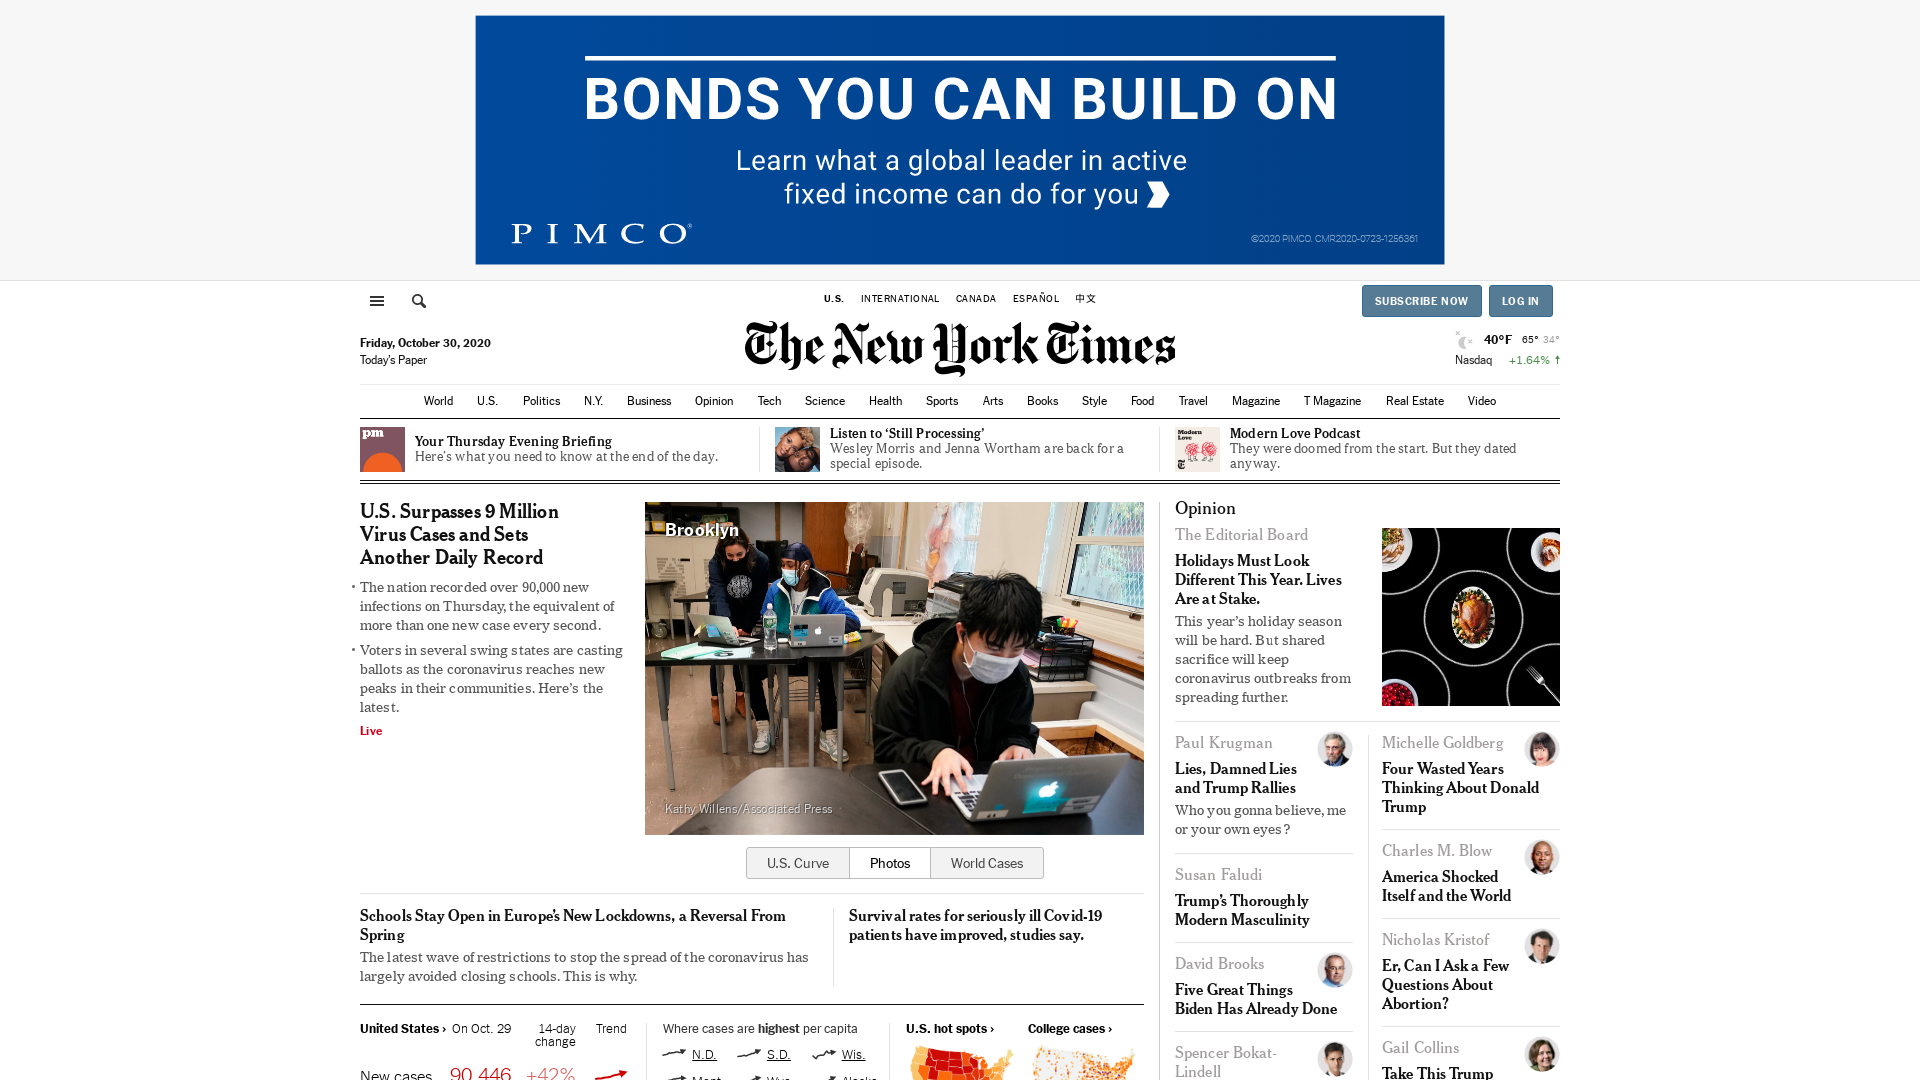 BONDS YOU CAN BUILD ON
Learn what a global leader in active
fixed income can do for you
PIMCO®
©2020 PIMCO. CMR2020-0723-1256361
U.S. INTERNATIONAL CANADA ESPAÑOL 中文
SUBSCRIBE NOW LOG IN
Friday, October 30, 2020
Today's Paper
The New York Times
40°F 65° 34°
Nasdaq +1.64% ↑
World U.S. Politics N.Y. Business Opinion Tech Science Health Sports Arts Books Style Food Travel Magazine T Magazine Real Estate Video
pm
Your Thursday Evening Briefing
Here's what you need to know at the end of the day.
Listen to ‘Still Processing’
Wesley Morris and Jenna Wortham are back for a
special episode.
Modern
Love
Modern Love Podcast
They were doomed from the start. But they dated
anyway.
U.S. Surpasses 9 Million
Virus Cases and Sets
Another Daily Record
• The nation recorded over 90,000 new
infections on Thursday, the equivalent of
more than one new case every second.
• Voters in several swing states are casting
ballots as the coronavirus reaches new
peaks in their communities. Here’s the
latest.
Live
Brooklyn
Kathy Willens/Associated Press
U.S. Curve Photos World Cases
Schools Stay Open in Europe’s New Lockdowns, a Reversal From
Spring
The latest wave of restrictions to stop the spread of the coronavirus has
largely avoided closing schools. This is why.
Survival rates for seriously ill Covid-19
patients have improved, studies say.
United States › On Oct. 29 14-day change Trend
New cases 90,446 +42%
Where cases are highest per capita
N.D. S.D. Wis.
Mont. Wyo. Alaska
U.S. hot spots › College cases ›
Opinion
The Editorial Board
Holidays Must Look
Different This Year. Lives
Are at Stake.
This year’s holiday season
will be hard. But shared
sacrifice will keep
coronavirus outbreaks from
spreading further.
Paul Krugman
Lies, Damned Lies
and Trump Rallies
Who you gonna believe, me
or your own eyes?
Susan Faludi
Trump’s Thoroughly
Modern Masculinity
David Brooks
Five Great Things
Biden Has Already Done
Spencer Bokat-
Lindell
Michelle Goldberg
Four Wasted Years
Thinking About Donald
Trump
Charles M. Blow
America Shocked
Itself and the World
Nicholas Kristof
Er, Can I Ask a Few
Questions About
Abortion?
Gail Collins
Take This Trump